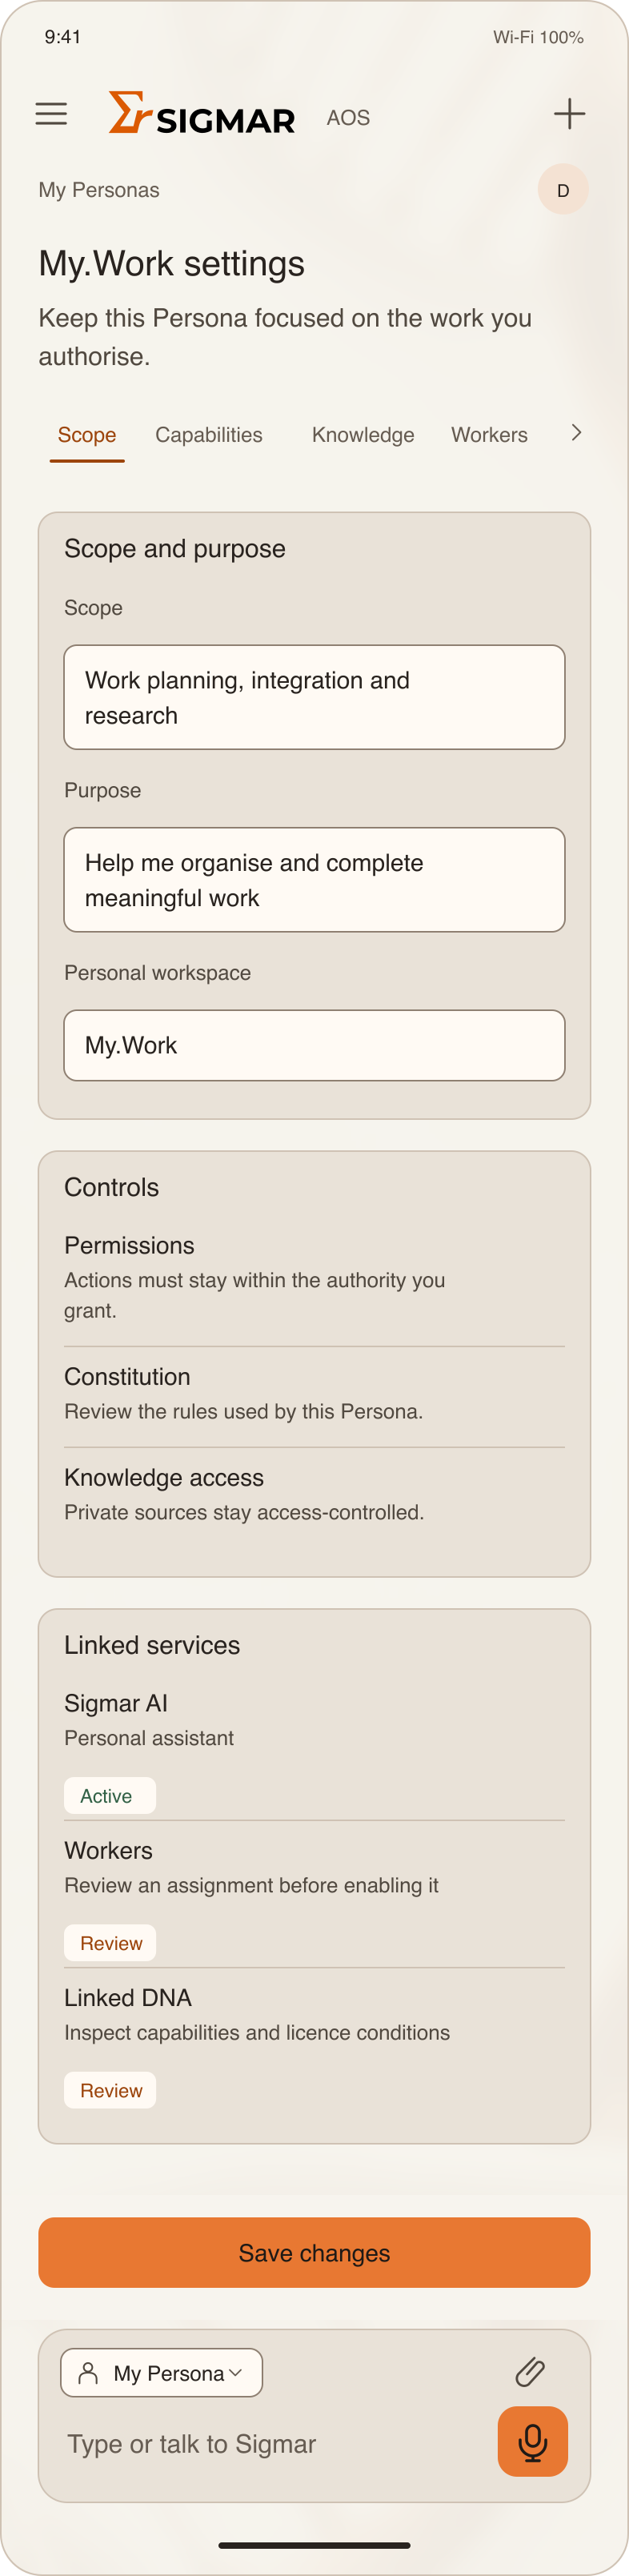 9:41 Wi-Fi 100%
Σr SIGMAR AOS
My Personas D
My.Work settings
Keep this Persona focused on the work you
authorise.
Scope Capabilities Knowledge Workers
Scope and purpose
Scope
Work planning, integration and
research
Purpose
Help me organise and complete
meaningful work
Personal workspace
My.Work
Controls
Permissions
Actions must stay within the authority you
grant.
Constitution
Review the rules used by this Persona.
Knowledge access
Private sources stay access-controlled.
Linked services
Sigmar AI
Personal assistant
Active
Workers
Review an assignment before enabling it
Review
Linked DNA
Inspect capabilities and licence conditions
Review
Save changes
My Persona
Type or talk to Sigmar